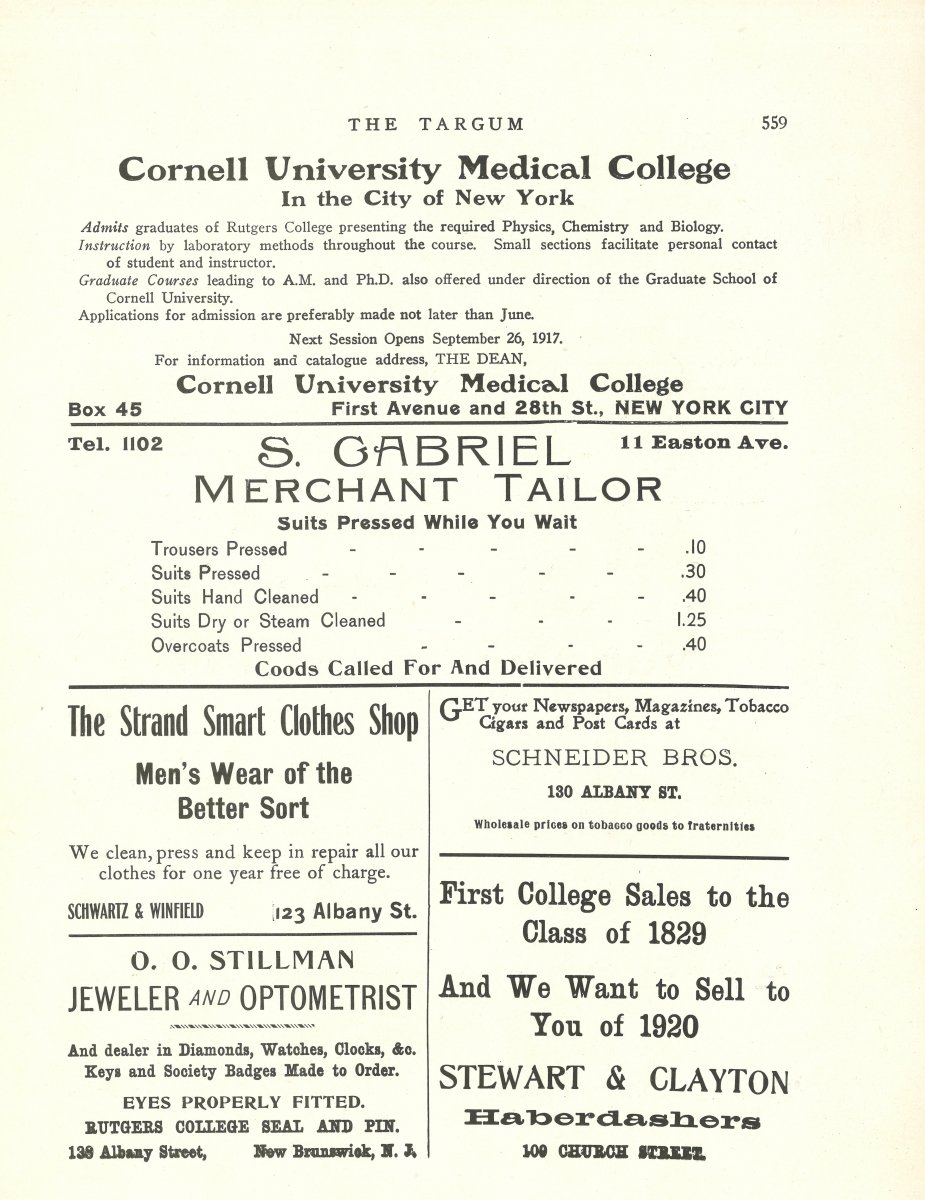 THE TARGUM 559
Cornell University Medical College
In the City of New York
Admits graduates of Rutgers College presenting the required Physics, Chemistry and Biology.
Instruction by laboratory methods throughout the course. Small sections facilitate personal contact
of student and instructor.
Graduate Courses leading to A.M. and Ph.D. also offered under direction of the Graduate School of
Cornell University.
Applications for admission are preferably made not later than June.
Next Session Opens September 26, 1917.
For information and catalogue address, THE DEAN,
Cornell University Medical College
Box 45 First Avenue and 28th St., NEW YORK CITY
Tel. 1102 S. GABRIEL 11 Easton Ave.
MERCHANT TAILOR
Suits Pressed While You Wait
Trousers Pressed - - - - - .10
Suits Pressed - - - - - .30
Suits Hand Cleaned - - - - - .40
Suits Dry or Steam Cleaned - - - 1.25
Overcoats Pressed - - - - .40
Goods Called For And Delivered
The Strand Smart Clothes Shop
Men's Wear of the
Better Sort
We clean, press and keep in repair all our
clothes for one year free of charge.
SCHWARTZ & WINFIELD 123 Albany St.
O. O. STILLMAN
JEWELER AND OPTOMETRIST
And dealer in Diamonds, Watches, Clocks, &c.
Keys and Society Badges Made to Order.
EYES PROPERLY FITTED.
RUTGERS COLLEGE SEAL AND PIN.
138 Albany Street, New Brunswick, N. J.
GET your Newspapers, Magazines, Tobacco
Cigars and Post Cards at
SCHNEIDER BROS.
130 ALBANY ST.
Wholesale prices on tobacco goods to fraternities
First College Sales to the
Class of 1829
And We Want to Sell to
You of 1920
STEWART & CLAYTON
Haberdashers
109 CHURCH STREET